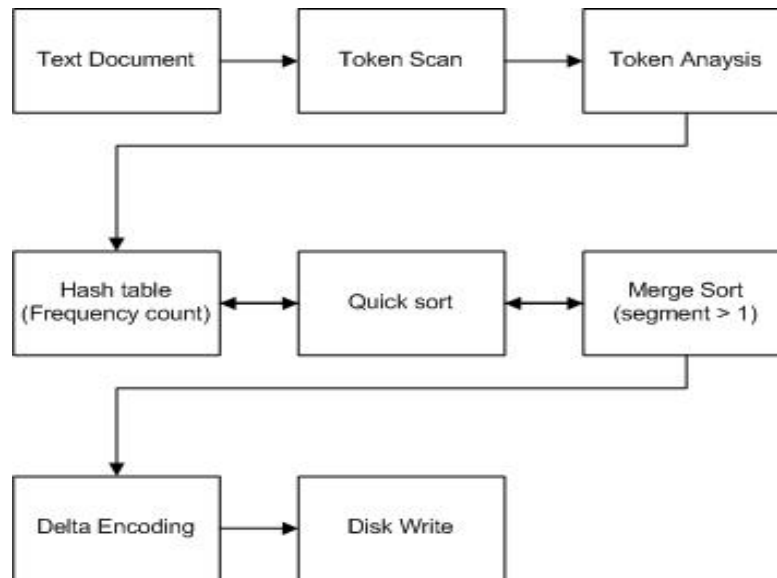 Text Document
Token Scan
Token Anaysis
Hash table
(Frequency count)
Quick sort
Merge Sort
(segment > 1)
Delta Encoding
Disk Write